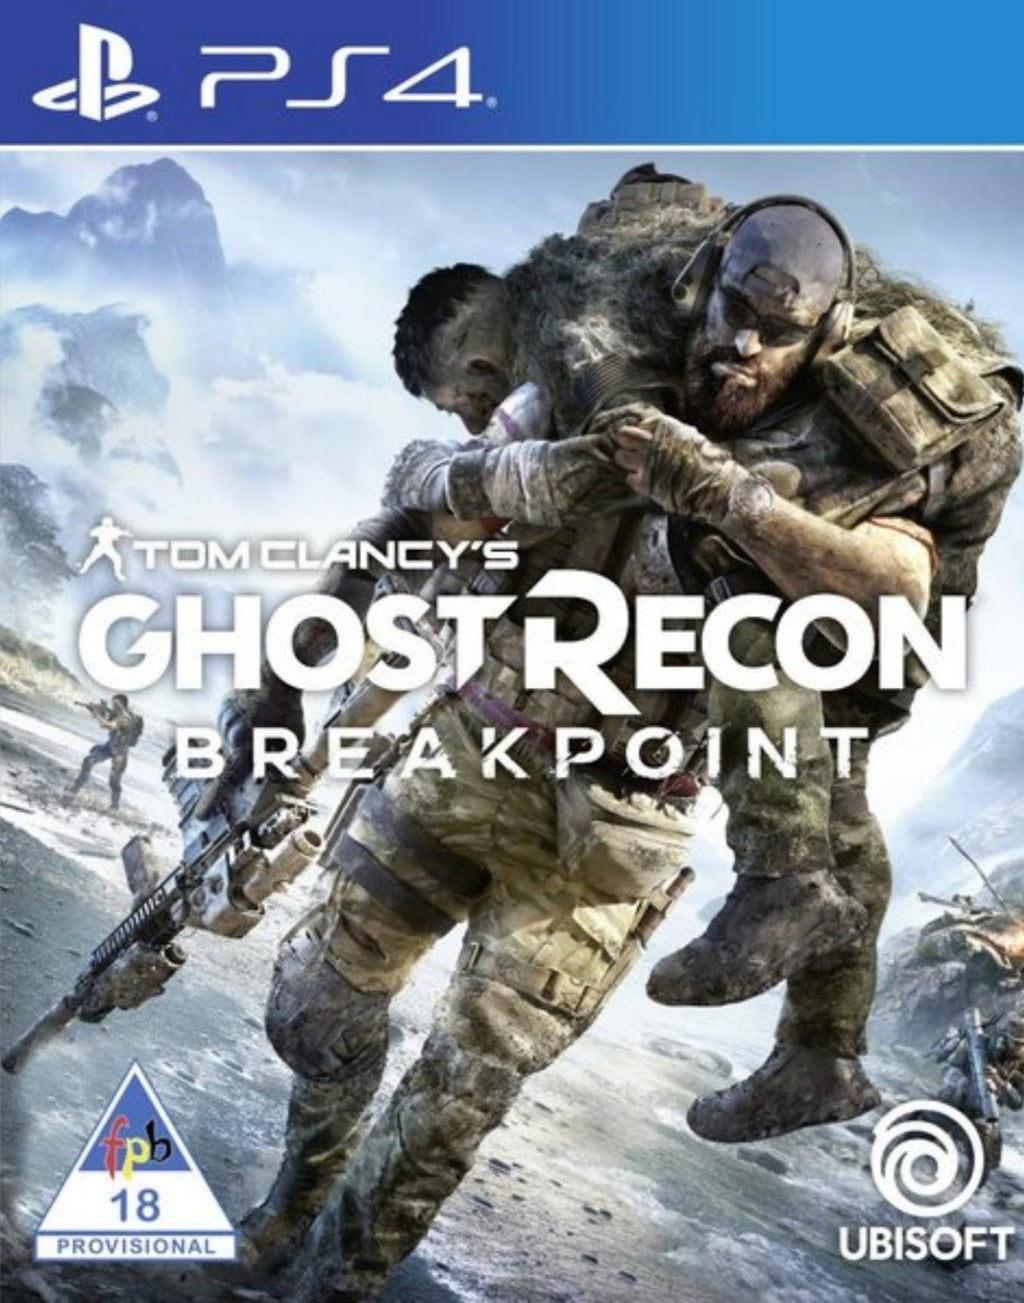 PS4
TOM CLANCY'S
GHOST RECON
BREAKPOINT
fpb
18
PROVISIONAL
UBISOFT